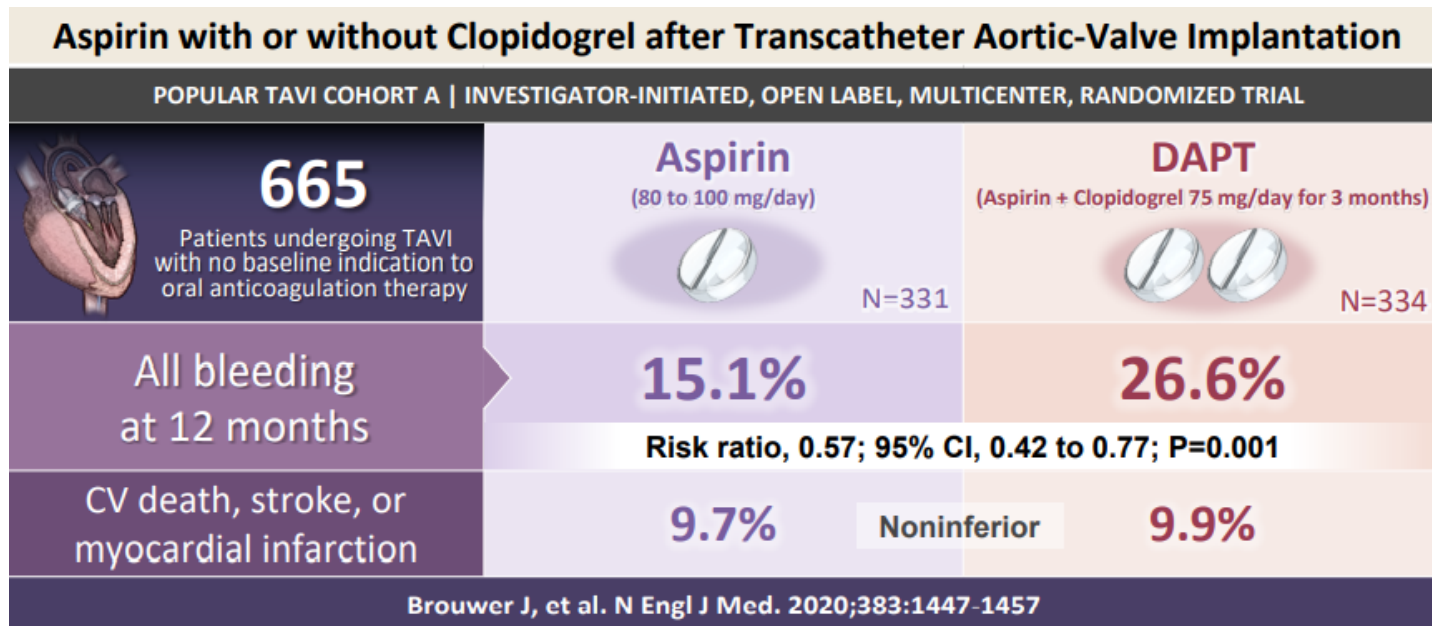 Aspirin with or without Clopidogrel after Transcatheter Aortic-Valve Implantation
POPULAR TAVI COHORT A | INVESTIGATOR-INITIATED, OPEN LABEL, MULTICENTER, RANDOMIZED TRIAL
665
Patients undergoing TAVI
with no baseline indication to
oral anticoagulation therapy
Aspirin
(80 to 100 mg/day)
N=331
DAPT
(Aspirin + Clopidogrel 75 mg/day for 3 months)
N=334
All bleeding
at 12 months
15.1%
26.6%
Risk ratio, 0.57; 95% CI, 0.42 to 0.77; P=0.001
CV death, stroke, or
myocardial infarction
9.7%
Noninferior
9.9%
Brouwer J, et al. N Engl J Med. 2020;383:1447-1457